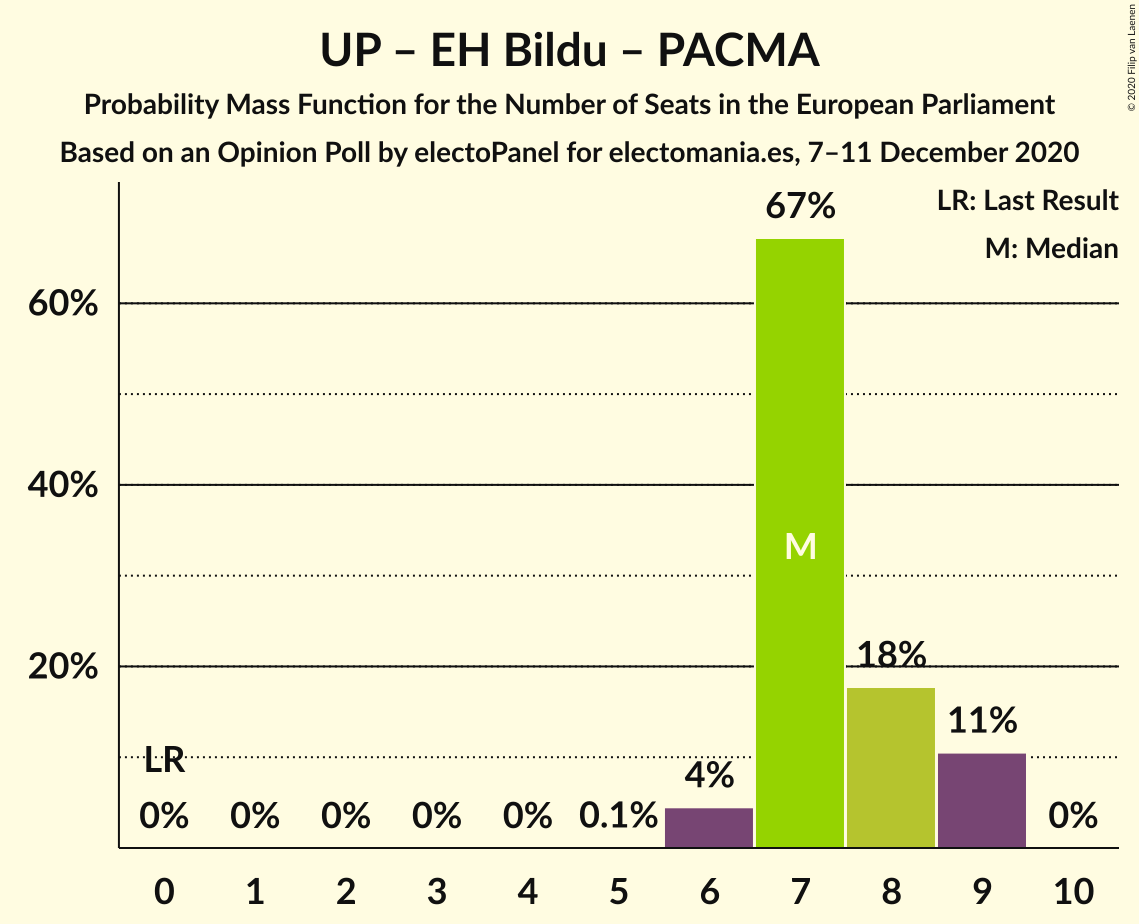 UP – EH Bildu – PACMA
Probability Mass Function for the Number of Seats in the European Parliament
Based on an Opinion Poll by electoPanel for electomania.es, 7–11 December 2020
© 2020 Filip van Laenen
LR: Last Result
M: Median
67%
60%
40%
M
20%
18%
11%
LR
4%
0% 0% 0% 0% 0% 0.1% 0%
0 1 2 3 4 5 6 7 8 9 10